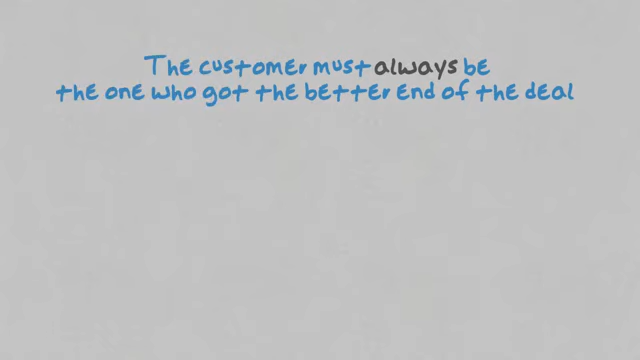 The customer must always be
the one who got the better end of the deal